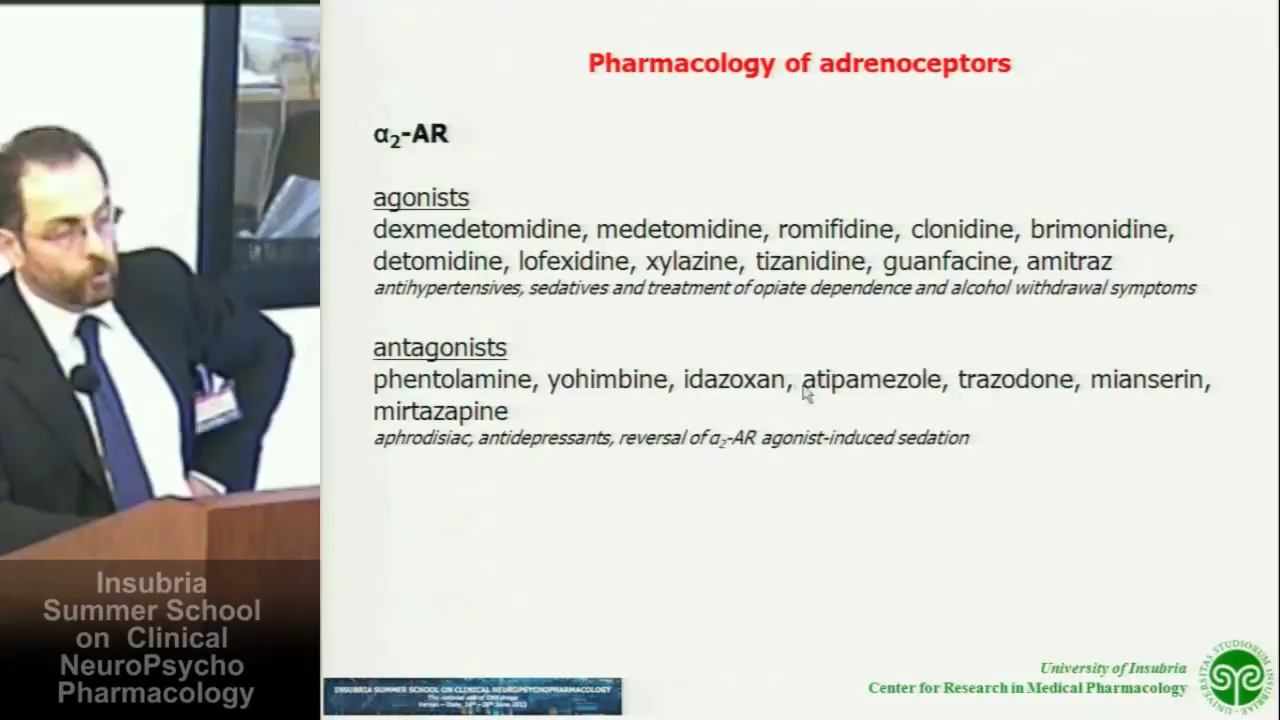 Pharmacology of adrenoceptors
α₂-AR
agonists
dexmedetomidine, medetomidine, romifidine, clonidine, brimonidine,
detomidine, lofexidine, xylazine, tizanidine, guanfacine, amitraz
antihypertensives, sedatives and treatment of opiate dependence and alcohol withdrawal symptoms
antagonists
phentolamine, yohimbine, idazoxan, atipamezole, trazodone, mianserin,
mirtazapine
aphrodisiac, antidepressants, reversal of α₂-AR agonist-induced sedation
Insubria
Summer School
on Clinical
NeuroPsycho
Pharmacology
INSUBRIA SUMMER SCHOOL ON CLINICAL NEUROPSYCHOPHARMACOLOGY
University of Insubria
Center for Research in Medical Pharmacology